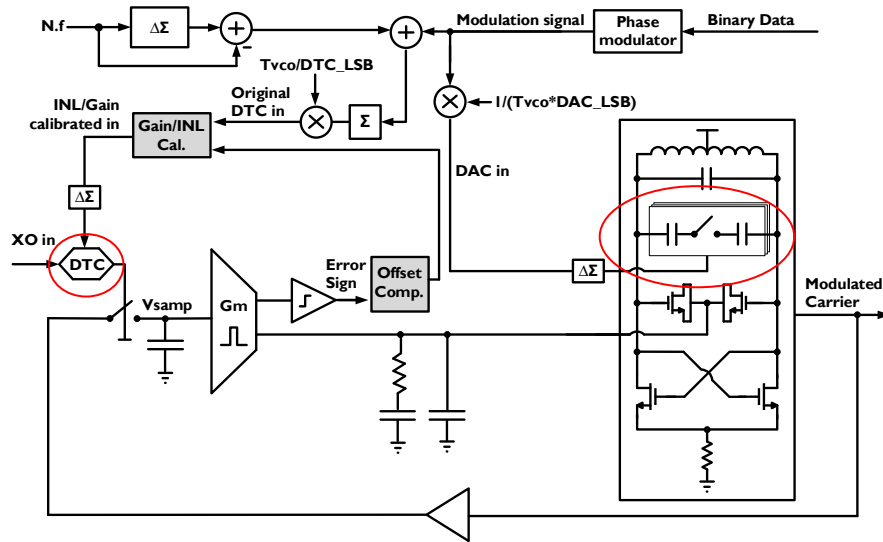 N.f
ΔΣ
+
-
+
Modulation signal
Phase
modulator
Binary Data
Tvco/DTC_LSB
Original
DTC in
Σ
1/(Tvco*DAC_LSB)
INL/Gain
calibrated in
Gain/INL
Cal.
DAC in
ΔΣ
XO in
DTC
Vsamp
Gm
Error
Sign
Offset
Comp.
ΔΣ
Modulated
Carrier